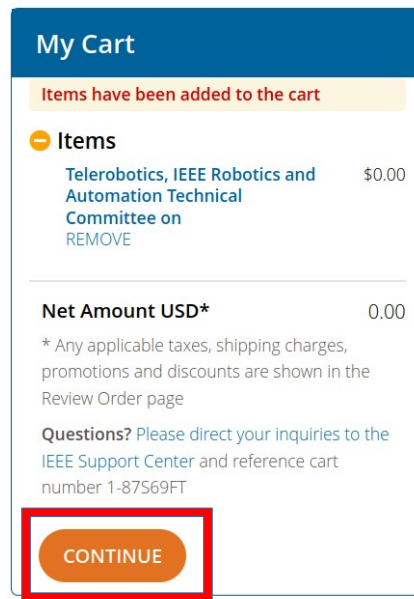 My Cart
Items have been added to the cart
Items
Telerobotics, IEEE Robotics and $0.00
Automation Technical
Committee on
REMOVE
Net Amount USD* 0.00
* Any applicable taxes, shipping charges,
promotions and discounts are shown in the
Review Order page
Questions? Please direct your inquiries to the
IEEE Support Center and reference cart
number 1-87S69FT
CONTINUE